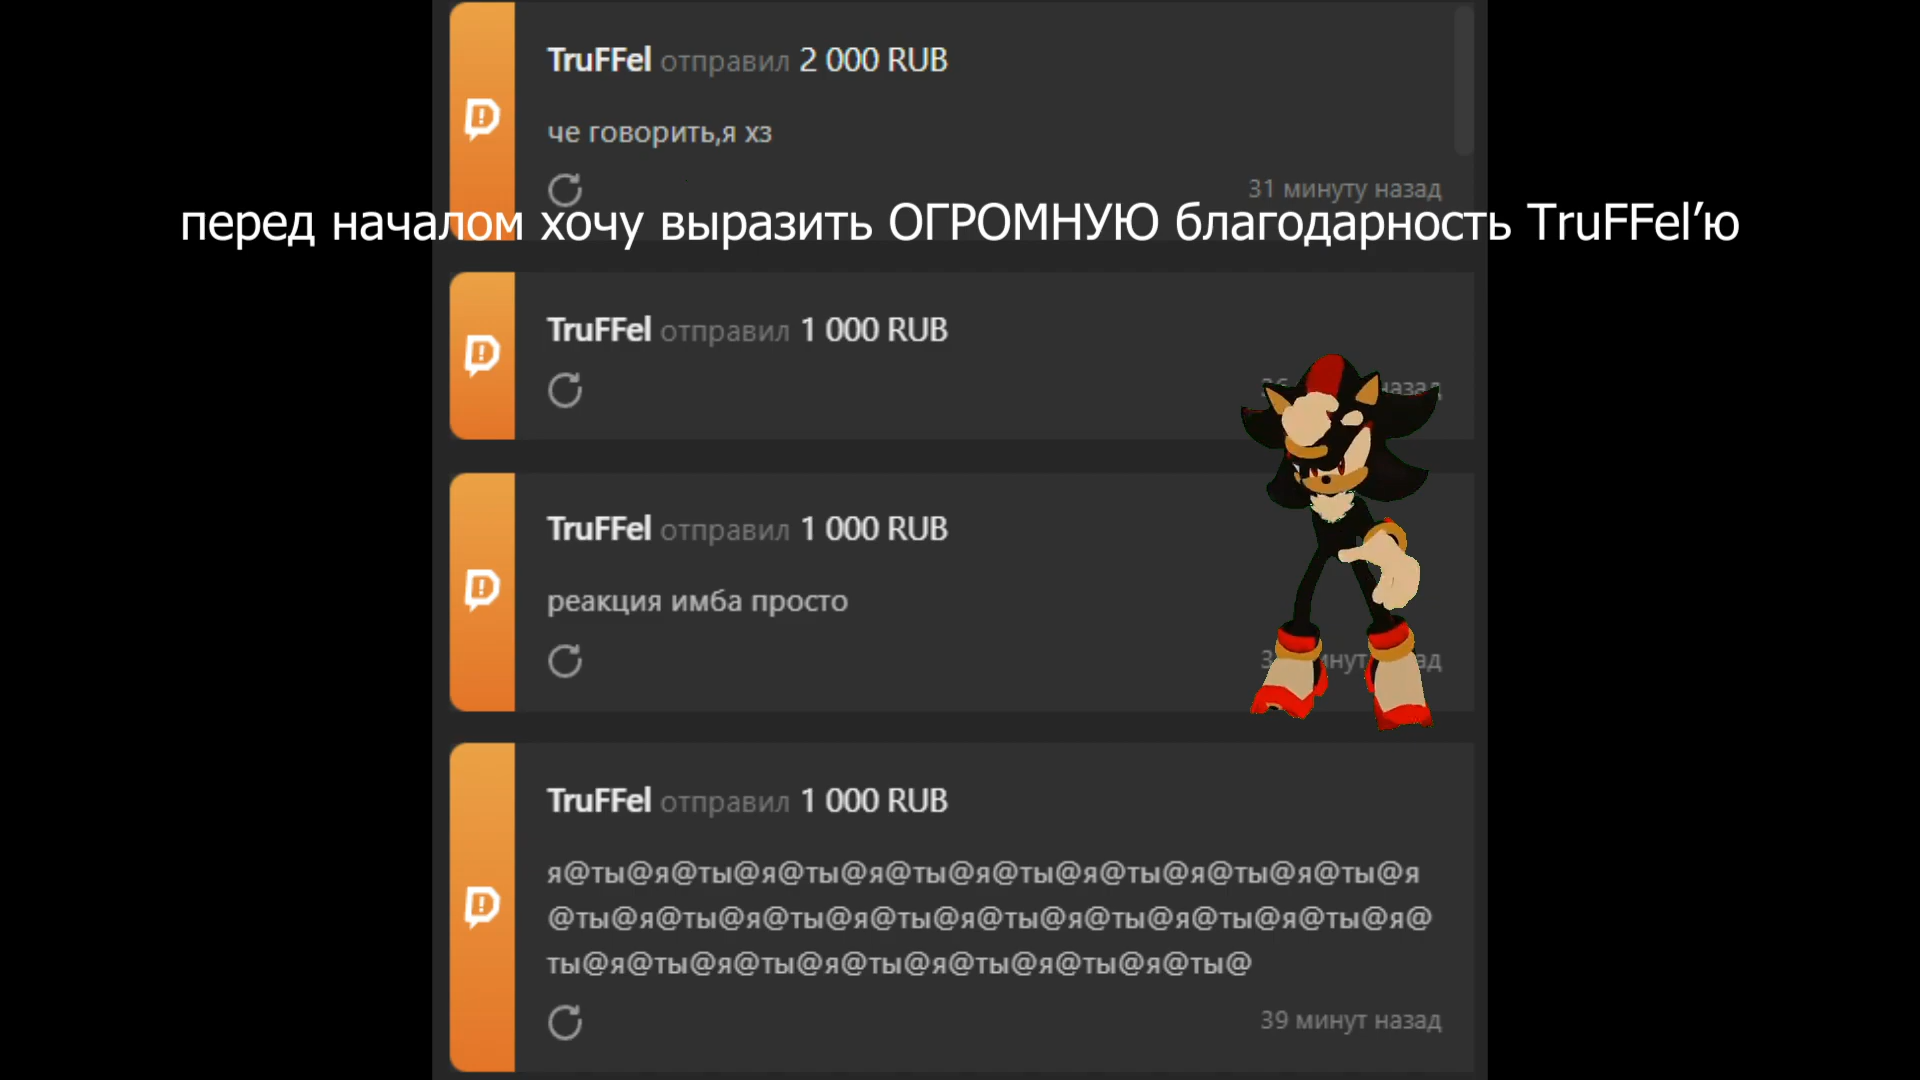 TruFFel отправил 2 000 RUB
че говорить,я хз
31 минуту назад
перед началом хочу выразить ОГРОМНУЮ благодарность TruFFel’ю
TruFFel отправил 1 000 RUB
TruFFel отправил 1 000 RUB
реакция имба просто
TruFFel отправил 1 000 RUB
я@ты@я@ты@я@ты@я@ты@я@ты@я@ты@я@ты@я@ты@я
@ты@я@ты@я@ты@я@ты@я@ты@я@ты@я@ты@я@ты@я@
ты@я@ты@я@ты@я@ты@я@ты@я@ты@я@ты@
39 минут назад